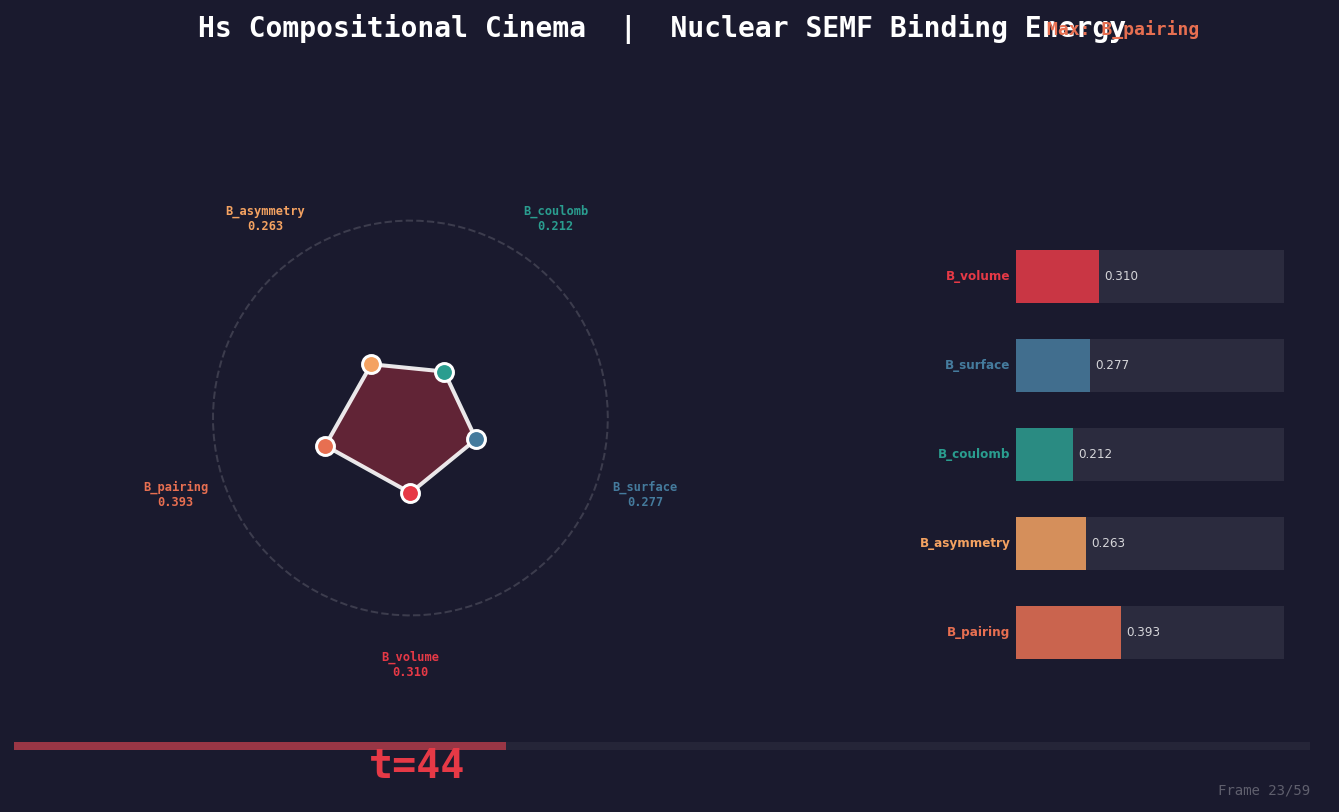 Hs Compositional Cinema | Nuclear SEMF Binding Energy
Max: B_pairing
B_asymmetry
0.263
B_coulomb
0.212
B_pairing
0.393
B_surface
0.277
B_volume
0.310
B_volume 0.310
B_surface 0.277
B_coulomb 0.212
B_asymmetry 0.263
B_pairing 0.393
t=44
Frame 23/59